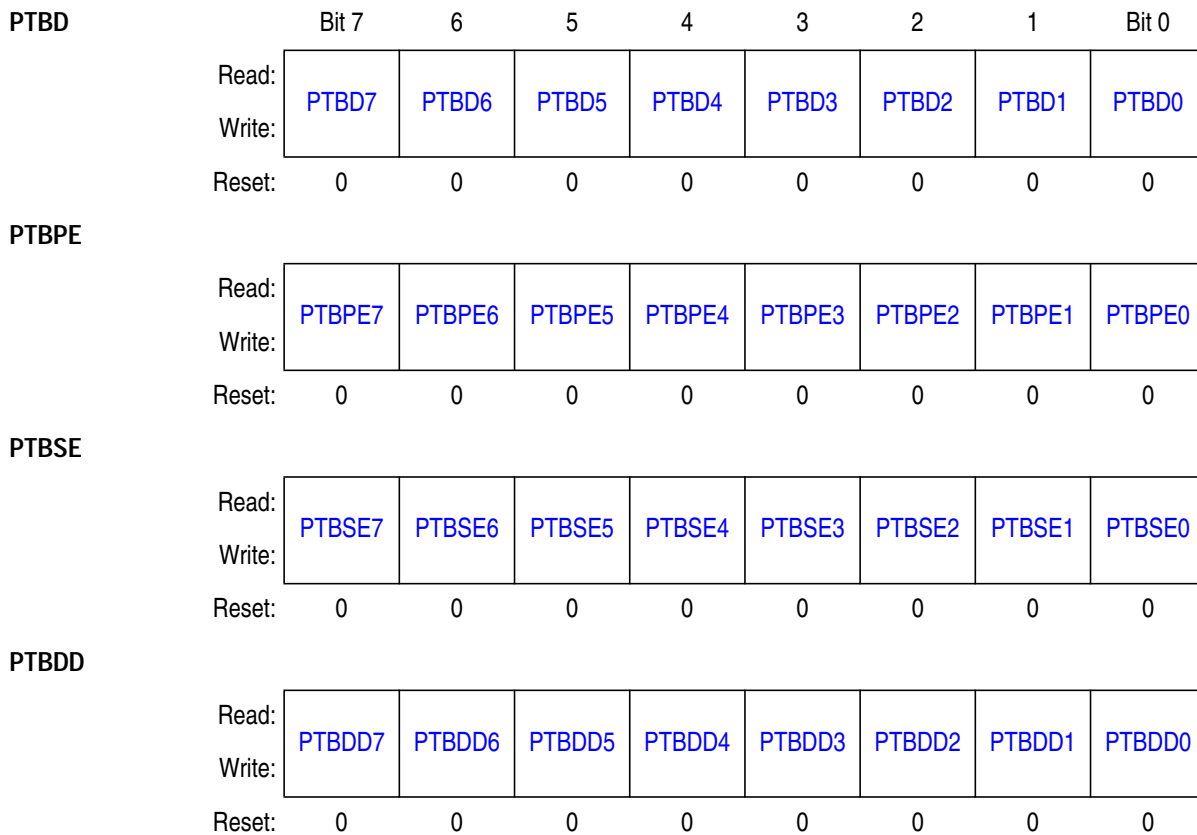 PTBD Bit 7 6 5 4 3 2 1 Bit 0
Read:
PTBD7 PTBD6 PTBD5 PTBD4 PTBD3 PTBD2 PTBD1 PTBD0
Write:
Reset: 0 0 0 0 0 0 0 0
PTBPE
Read:
PTBPE7 PTBPE6 PTBPE5 PTBPE4 PTBPE3 PTBPE2 PTBPE1 PTBPE0
Write:
Reset: 0 0 0 0 0 0 0 0
PTBSE
Read:
PTBSE7 PTBSE6 PTBSE5 PTBSE4 PTBSE3 PTBSE2 PTBSE1 PTBSE0
Write:
Reset: 0 0 0 0 0 0 0 0
PTBDD
Read:
PTBDD7 PTBDD6 PTBDD5 PTBDD4 PTBDD3 PTBDD2 PTBDD1 PTBDD0
Write:
Reset: 0 0 0 0 0 0 0 0